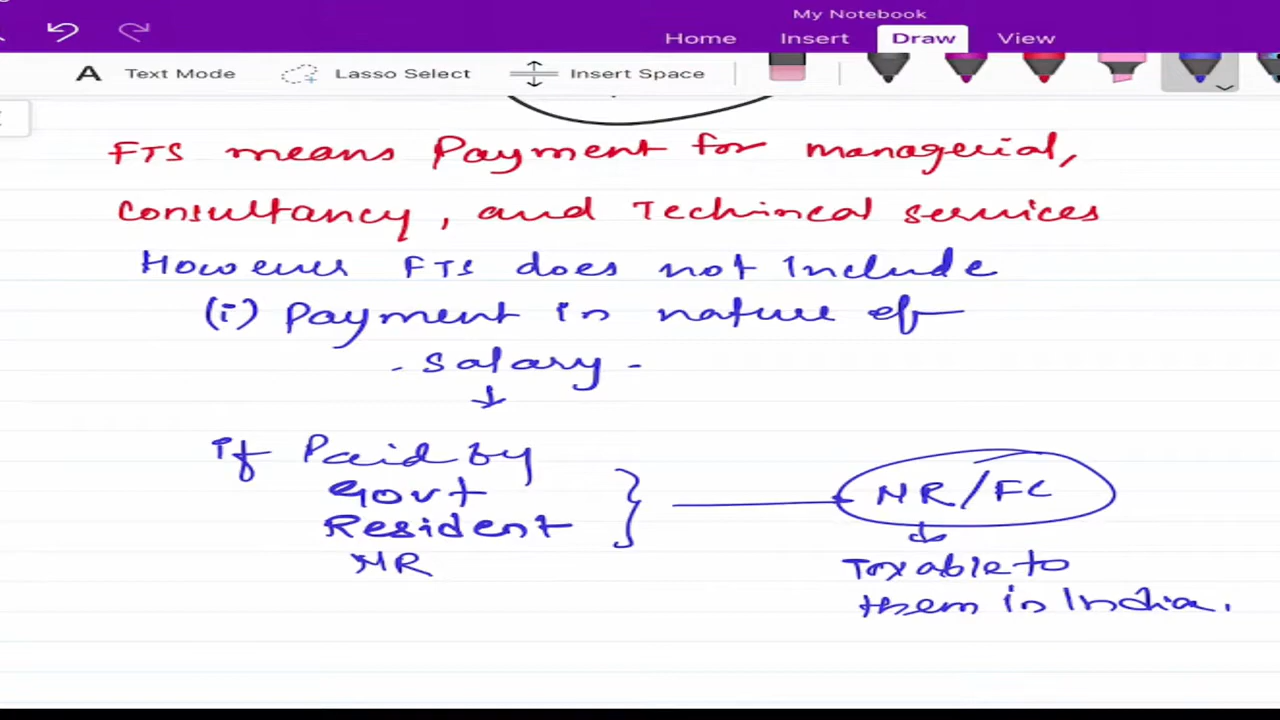 My Notebook
Home Insert Draw View
A Text Mode Lasso Select Insert Space
FTS means Payment for managerial,
Consultancy, and Techincal services
However FTS does not Include
(i) Payment in nature of
- Salary -
if Paid by
Govt
Resident
NR
NR/FC
Taxable to
them in India.